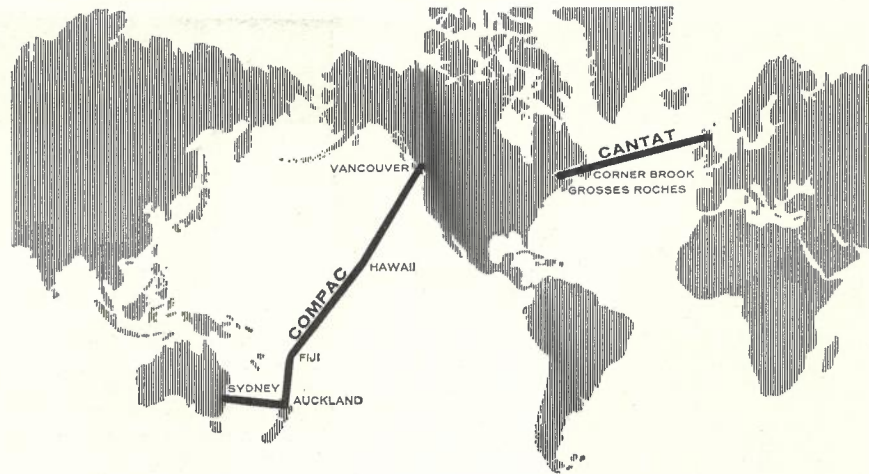 CANTAT
VANCOUVER
CORNER BROOK
GROSSES ROCHES
HAWAII
COMPAC
FIJI
SYDNEY
AUCKLAND